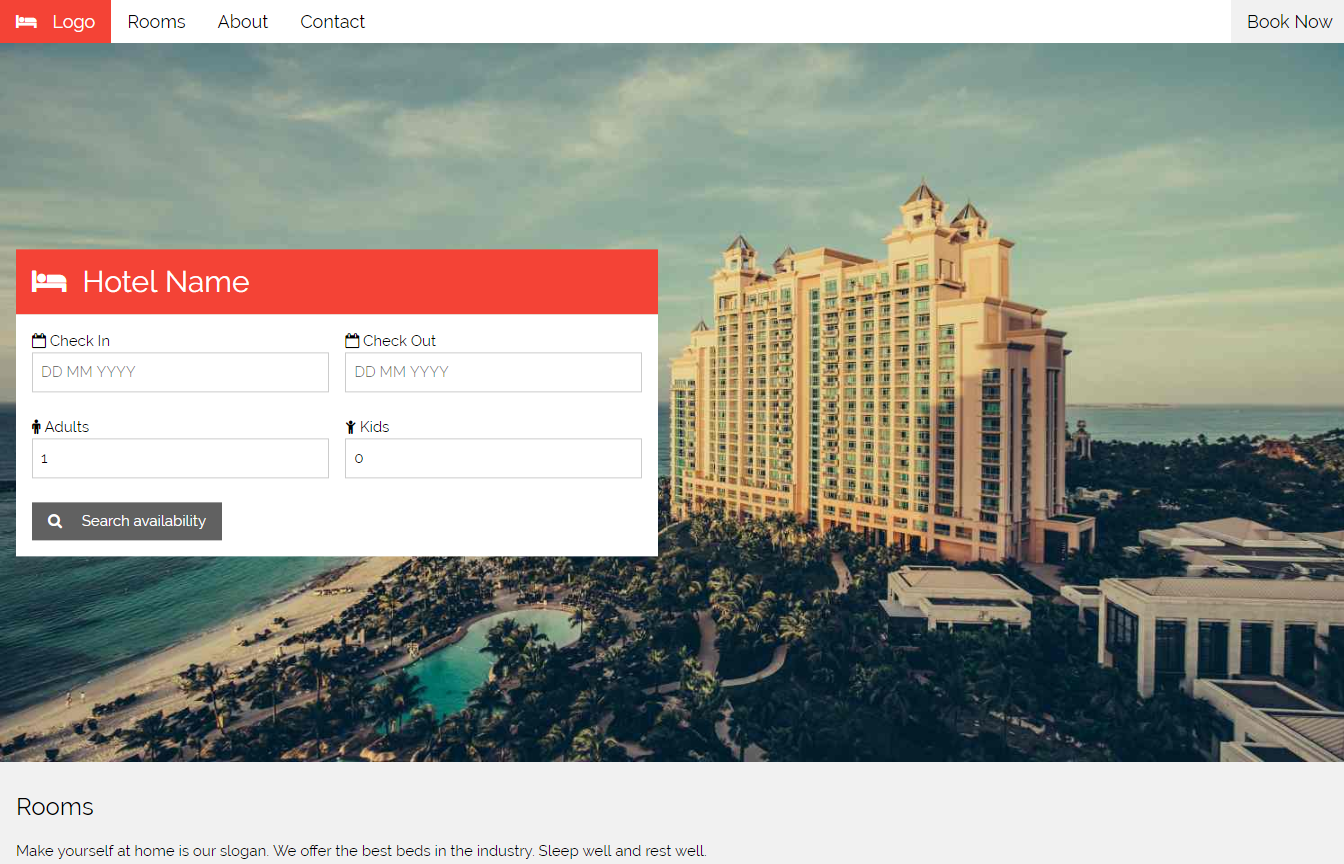 Logo Rooms About Contact Book Now
Hotel Name
Check In Check Out
DD MM YYYY DD MM YYYY
Adults Kids
1 0
Search availability
Rooms
Make yourself at home is our slogan. We offer the best beds in the industry. Sleep well and rest well.